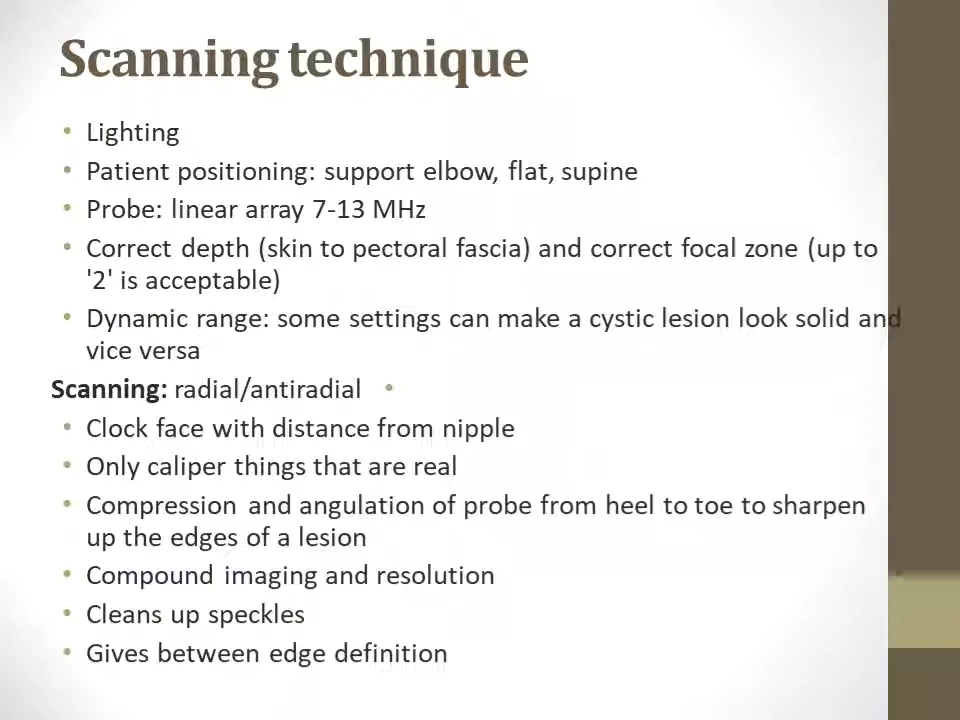 Scanning technique
• Lighting
• Patient positioning: support elbow, flat, supine
• Probe: linear array 7-13 MHz
• Correct depth (skin to pectoral fascia) and correct focal zone (up to
'2' is acceptable)
• Dynamic range: some settings can make a cystic lesion look solid and
vice versa
Scanning: radial/antiradial •
• Clock face with distance from nipple
• Only caliper things that are real
• Compression and angulation of probe from heel to toe to sharpen
up the edges of a lesion
• Compound imaging and resolution
• Cleans up speckles
• Gives between edge definition